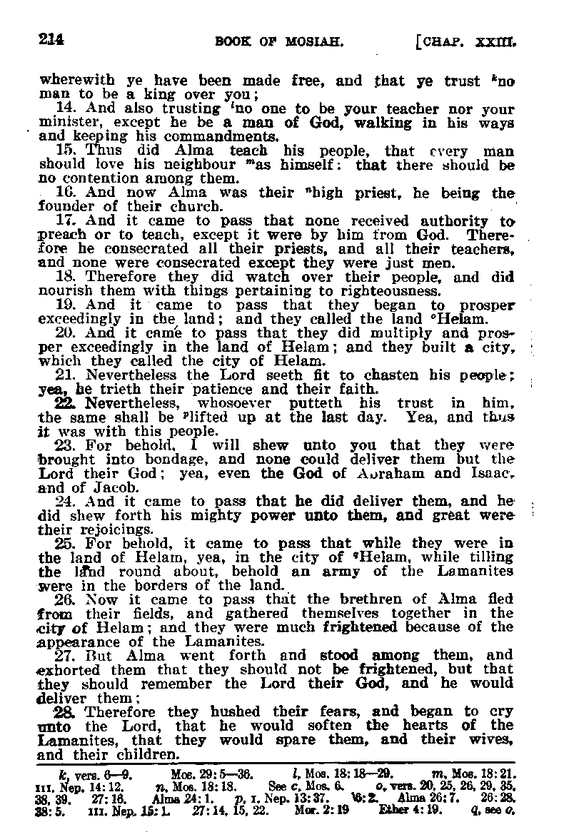 214 BOOK OF MOSIAH. [CHAP. XXIII.
wherewith ye have been made free, and that ye trust ᵏno
man to be a king over you;
14. And also trusting ˡno one to be your teacher nor your
minister, except he be a man of God, walking in his ways
and keeping his commandments.
15. Thus did Alma teach his people, that every man
should love his neighbour ᵐas himself: that there should be
no contention among them.
16. And now Alma was their ⁿhigh priest, he being the
founder of their church.
17. And it came to pass that none received authority to
preach or to teach, except it were by him from God. There-
fore he consecrated all their priests, and all their teachers,
and none were consecrated except they were just men.
18. Therefore they did watch over their people, and did
nourish them with things pertaining to righteousness.
19. And it came to pass that they began to prosper
exceedingly in the land; and they called the land ᵒHelam.
20. And it came to pass that they did multiply and pros-
per exceedingly in the land of Helam; and they built a city,
which they called the city of Helam.
21. Nevertheless the Lord seeth fit to chasten his people;
yea, he trieth their patience and their faith.
22. Nevertheless, whosoever putteth his trust in him,
the same shall be ᵖlifted up at the last day. Yea, and thus
it was with this people.
23. For behold, I will shew unto you that they were
brought into bondage, and none could deliver them but the
Lord their God; yea, even the God of Abraham and Isaac,
and of Jacob.
24. And it came to pass that he did deliver them, and he
did shew forth his mighty power unto them, and great were
their rejoicings.
25. For behold, it came to pass that while they were in
the land of Helam, yea, in the city of qHelam, while tilling
the land round about, behold an army of the Lamanites
were in the borders of the land.
26. Now it came to pass that the brethren of Alma fled
from their fields, and gathered themselves together in the
city of Helam; and they were much frightened because of the
appearance of the Lamanites.
27. But Alma went forth and stood among them, and
exhorted them that they should not be frightened, but that
they should remember the Lord their God, and he would
deliver them;
28. Therefore they hushed their fears, and began to cry
unto the Lord, that he would soften the hearts of the
Lamanites, that they would spare them, and their wives,
and their children.
k, vers. 6—9. Mos. 29:5—36. l, Mos. 18:18—29. m, Mos. 18:21.
III. Nep. 14:12. n, Mos. 18:18. See c, Mos. 6. o, vers. 20, 25, 26, 29, 35,
38, 39. 27:16. Alma 24:1. p, I. Nep. 13:37. 16:2. Alma 26:7. 26:28.
38:5. III. Nep. 15:1. 27:14, 15, 22. Mor. 2:19 Ether 4:19. q, see o.